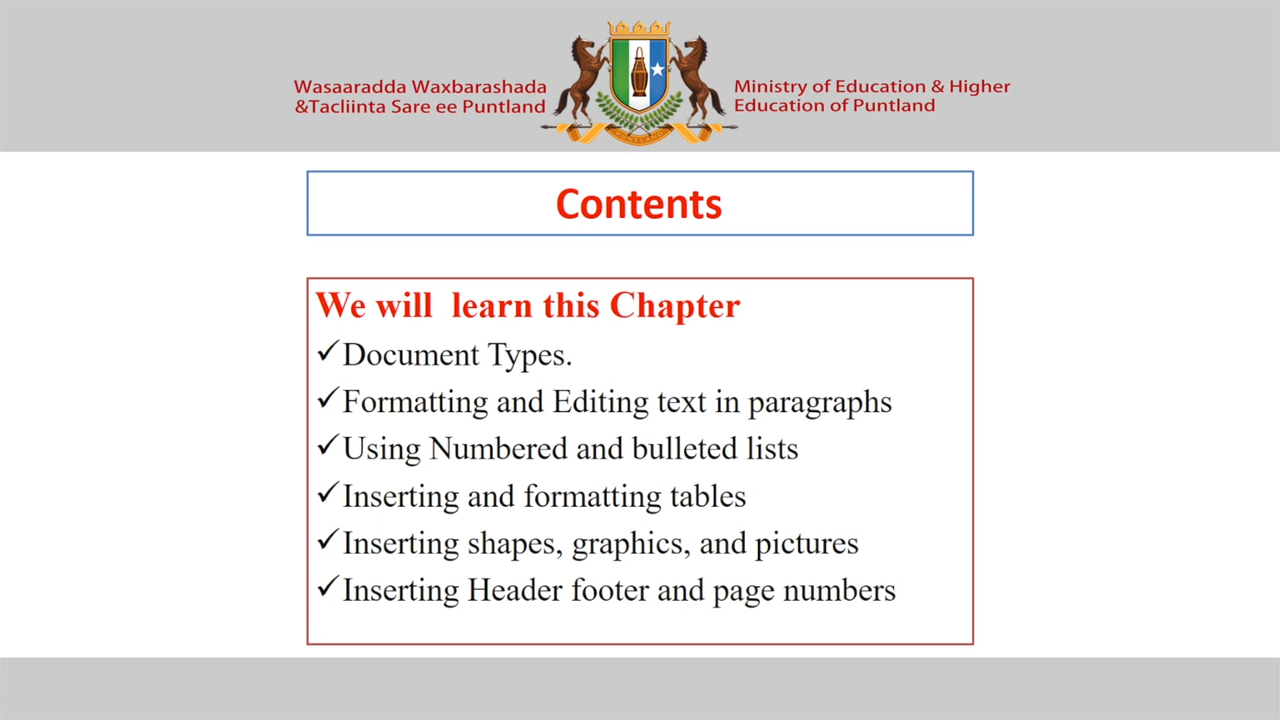 Wasaaradda Waxbarashada
&Tacliinta Sare ee Puntland
Ministry of Education & Higher
Education of Puntland
Contents
We will learn this Chapter
✓Document Types.
✓Formatting and Editing text in paragraphs
✓Using Numbered and bulleted lists
✓Inserting and formatting tables
✓Inserting shapes, graphics, and pictures
✓Inserting Header footer and page numbers